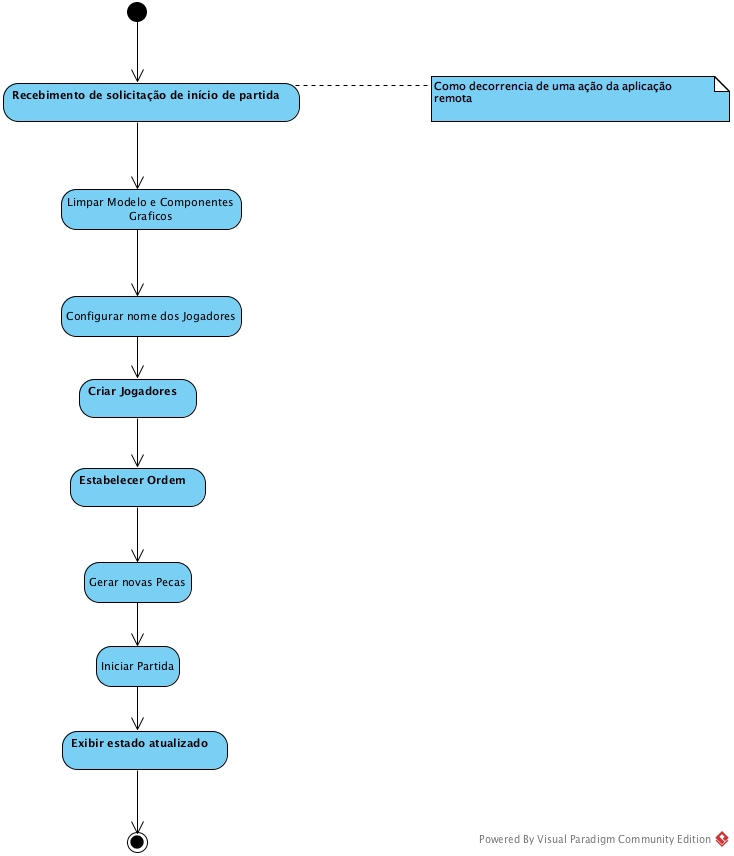 Recebimento de solicitação de início de partida
Como decorrencia de uma ação da aplicação
remota
Limpar Modelo e Componentes
Graficos
Configurar nome dos Jogadores
Criar Jogadores
Estabelecer Ordem
Gerar novas Pecas
Iniciar Partida
Exibir estado atualizado
Powered By Visual Paradigm Community Edition